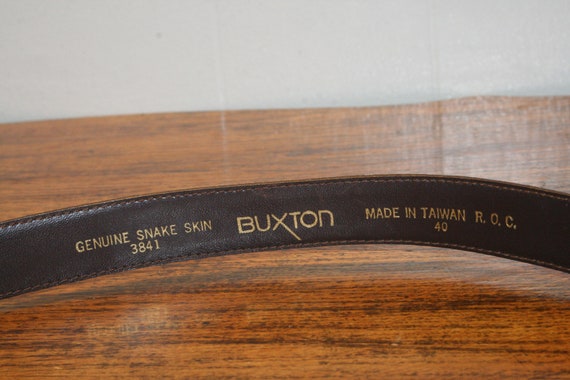 GENUINE SNAKE SKIN
3841
BUXTON
MADE IN TAIWAN R.O.C.
40